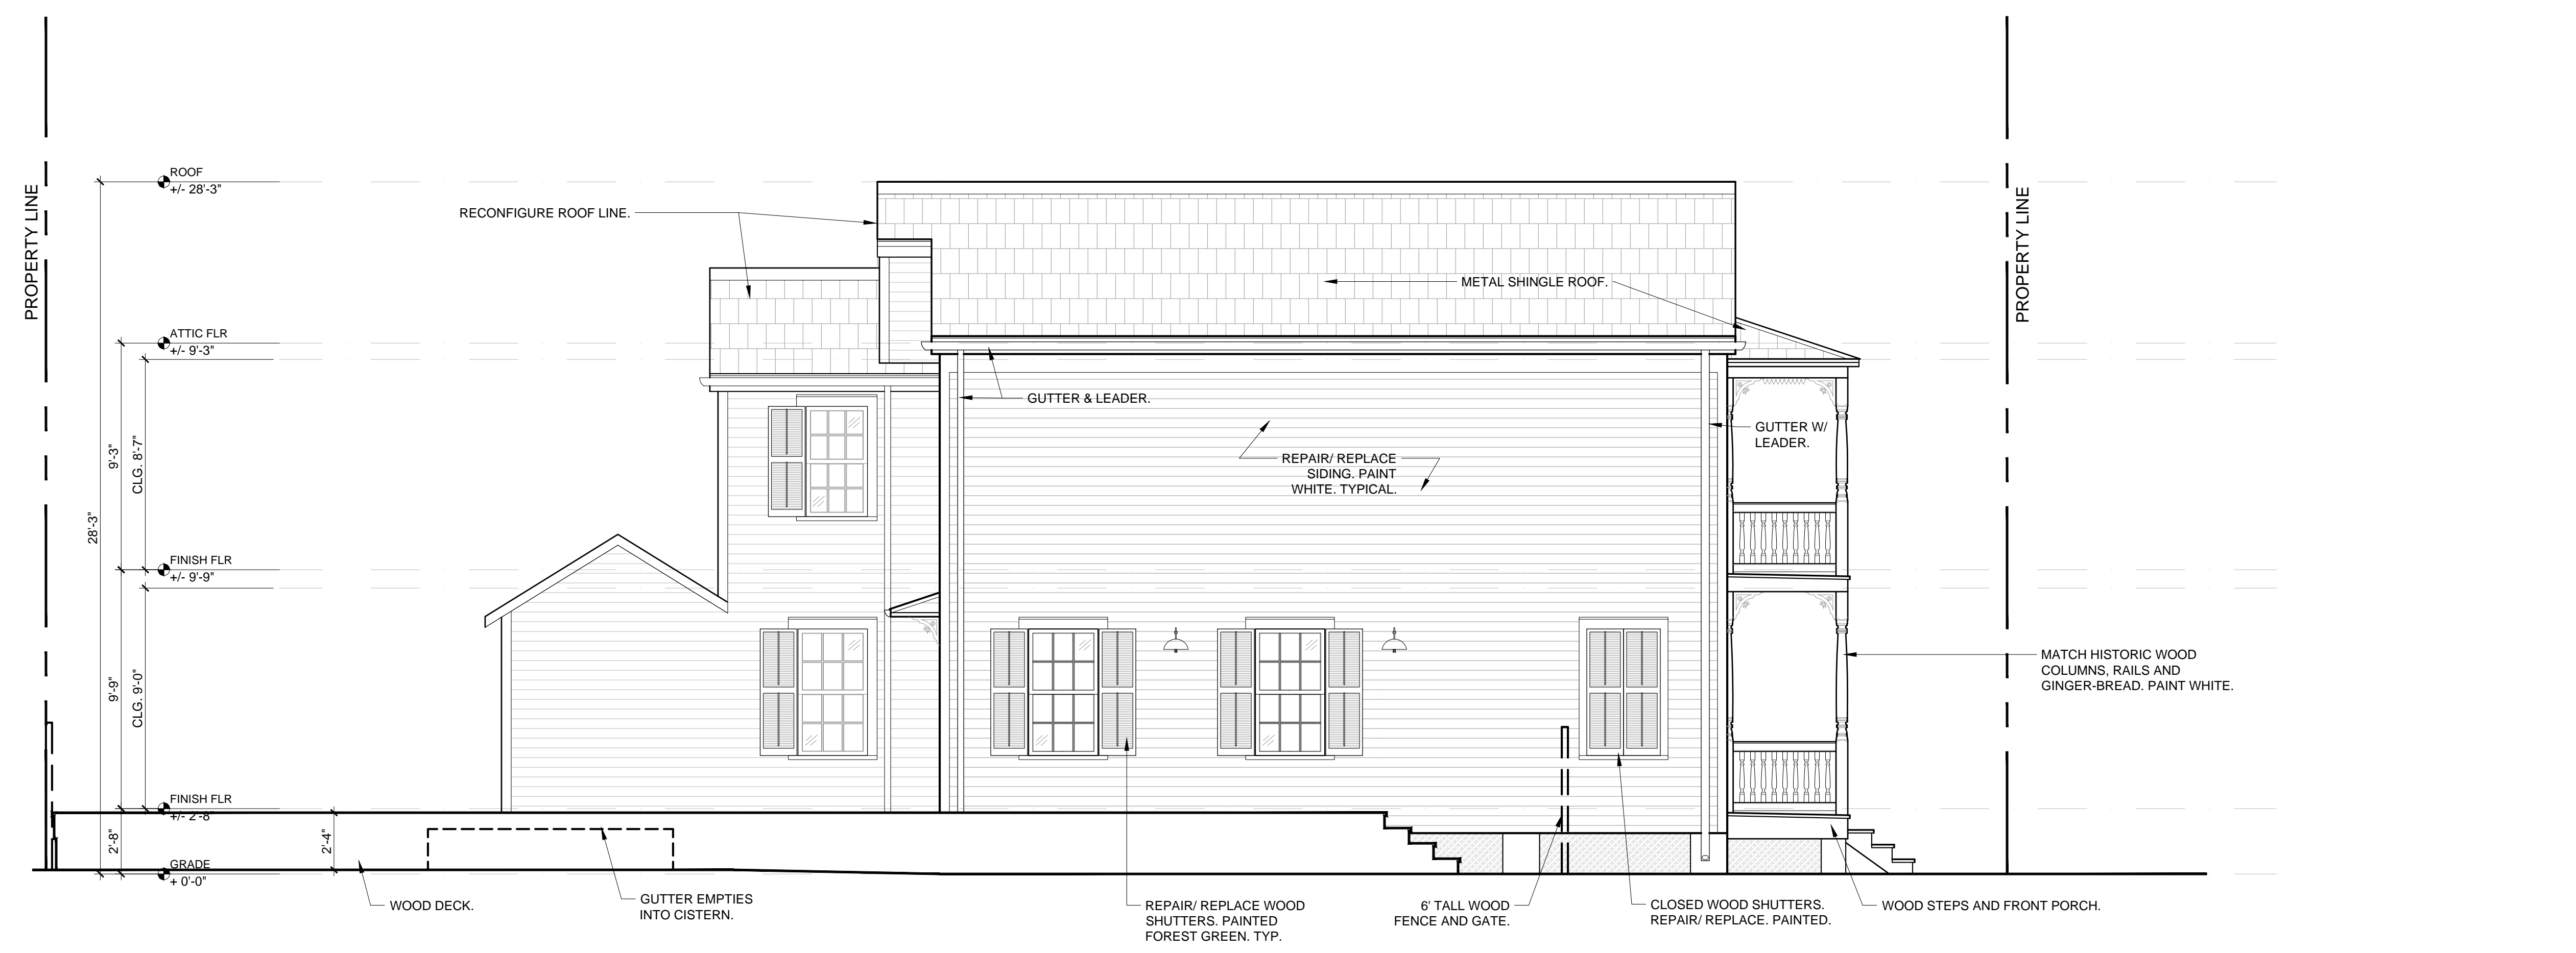 PROPERTY LINE
ROOF
+/- 28'-3"
RECONFIGURE ROOF LINE.
METAL SHINGLE ROOF.
PROPERTY LINE
ATTIC FLR
+/- 9'-3"
GUTTER & LEADER.
GUTTER W/
LEADER.
REPAIR/ REPLACE
SIDING. PAINT
WHITE. TYPICAL.
28'-3"
9'-3"
CLG. 8'-7"
FINISH FLR
+/- 9'-9"
9'-9"
CLG. 9'-0"
MATCH HISTORIC WOOD
COLUMNS, RAILS AND
GINGER-BREAD. PAINT WHITE.
FINISH FLR
+/- 2'-8"
2'-8"
2'-4"
GRADE
+ 0'-0"
WOOD DECK.
GUTTER EMPTIES
INTO CISTERN.
REPAIR/ REPLACE WOOD
SHUTTERS. PAINTED
FOREST GREEN. TYP.
6' TALL WOOD
FENCE AND GATE.
CLOSED WOOD SHUTTERS.
REPAIR/ REPLACE. PAINTED.
WOOD STEPS AND FRONT PORCH.